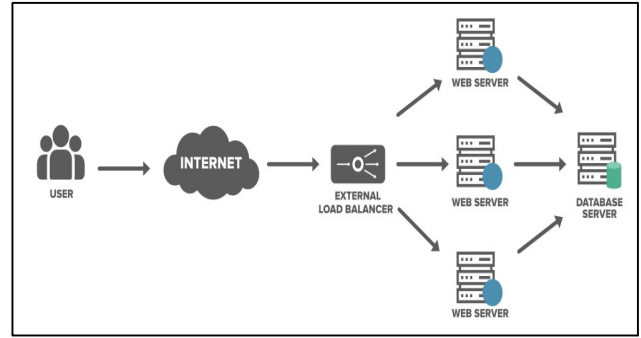 WEB SERVER
INTERNET
USER
EXTERNAL
LOAD BALANCER
WEB SERVER
DATABASE
SERVER
WEB SERVER